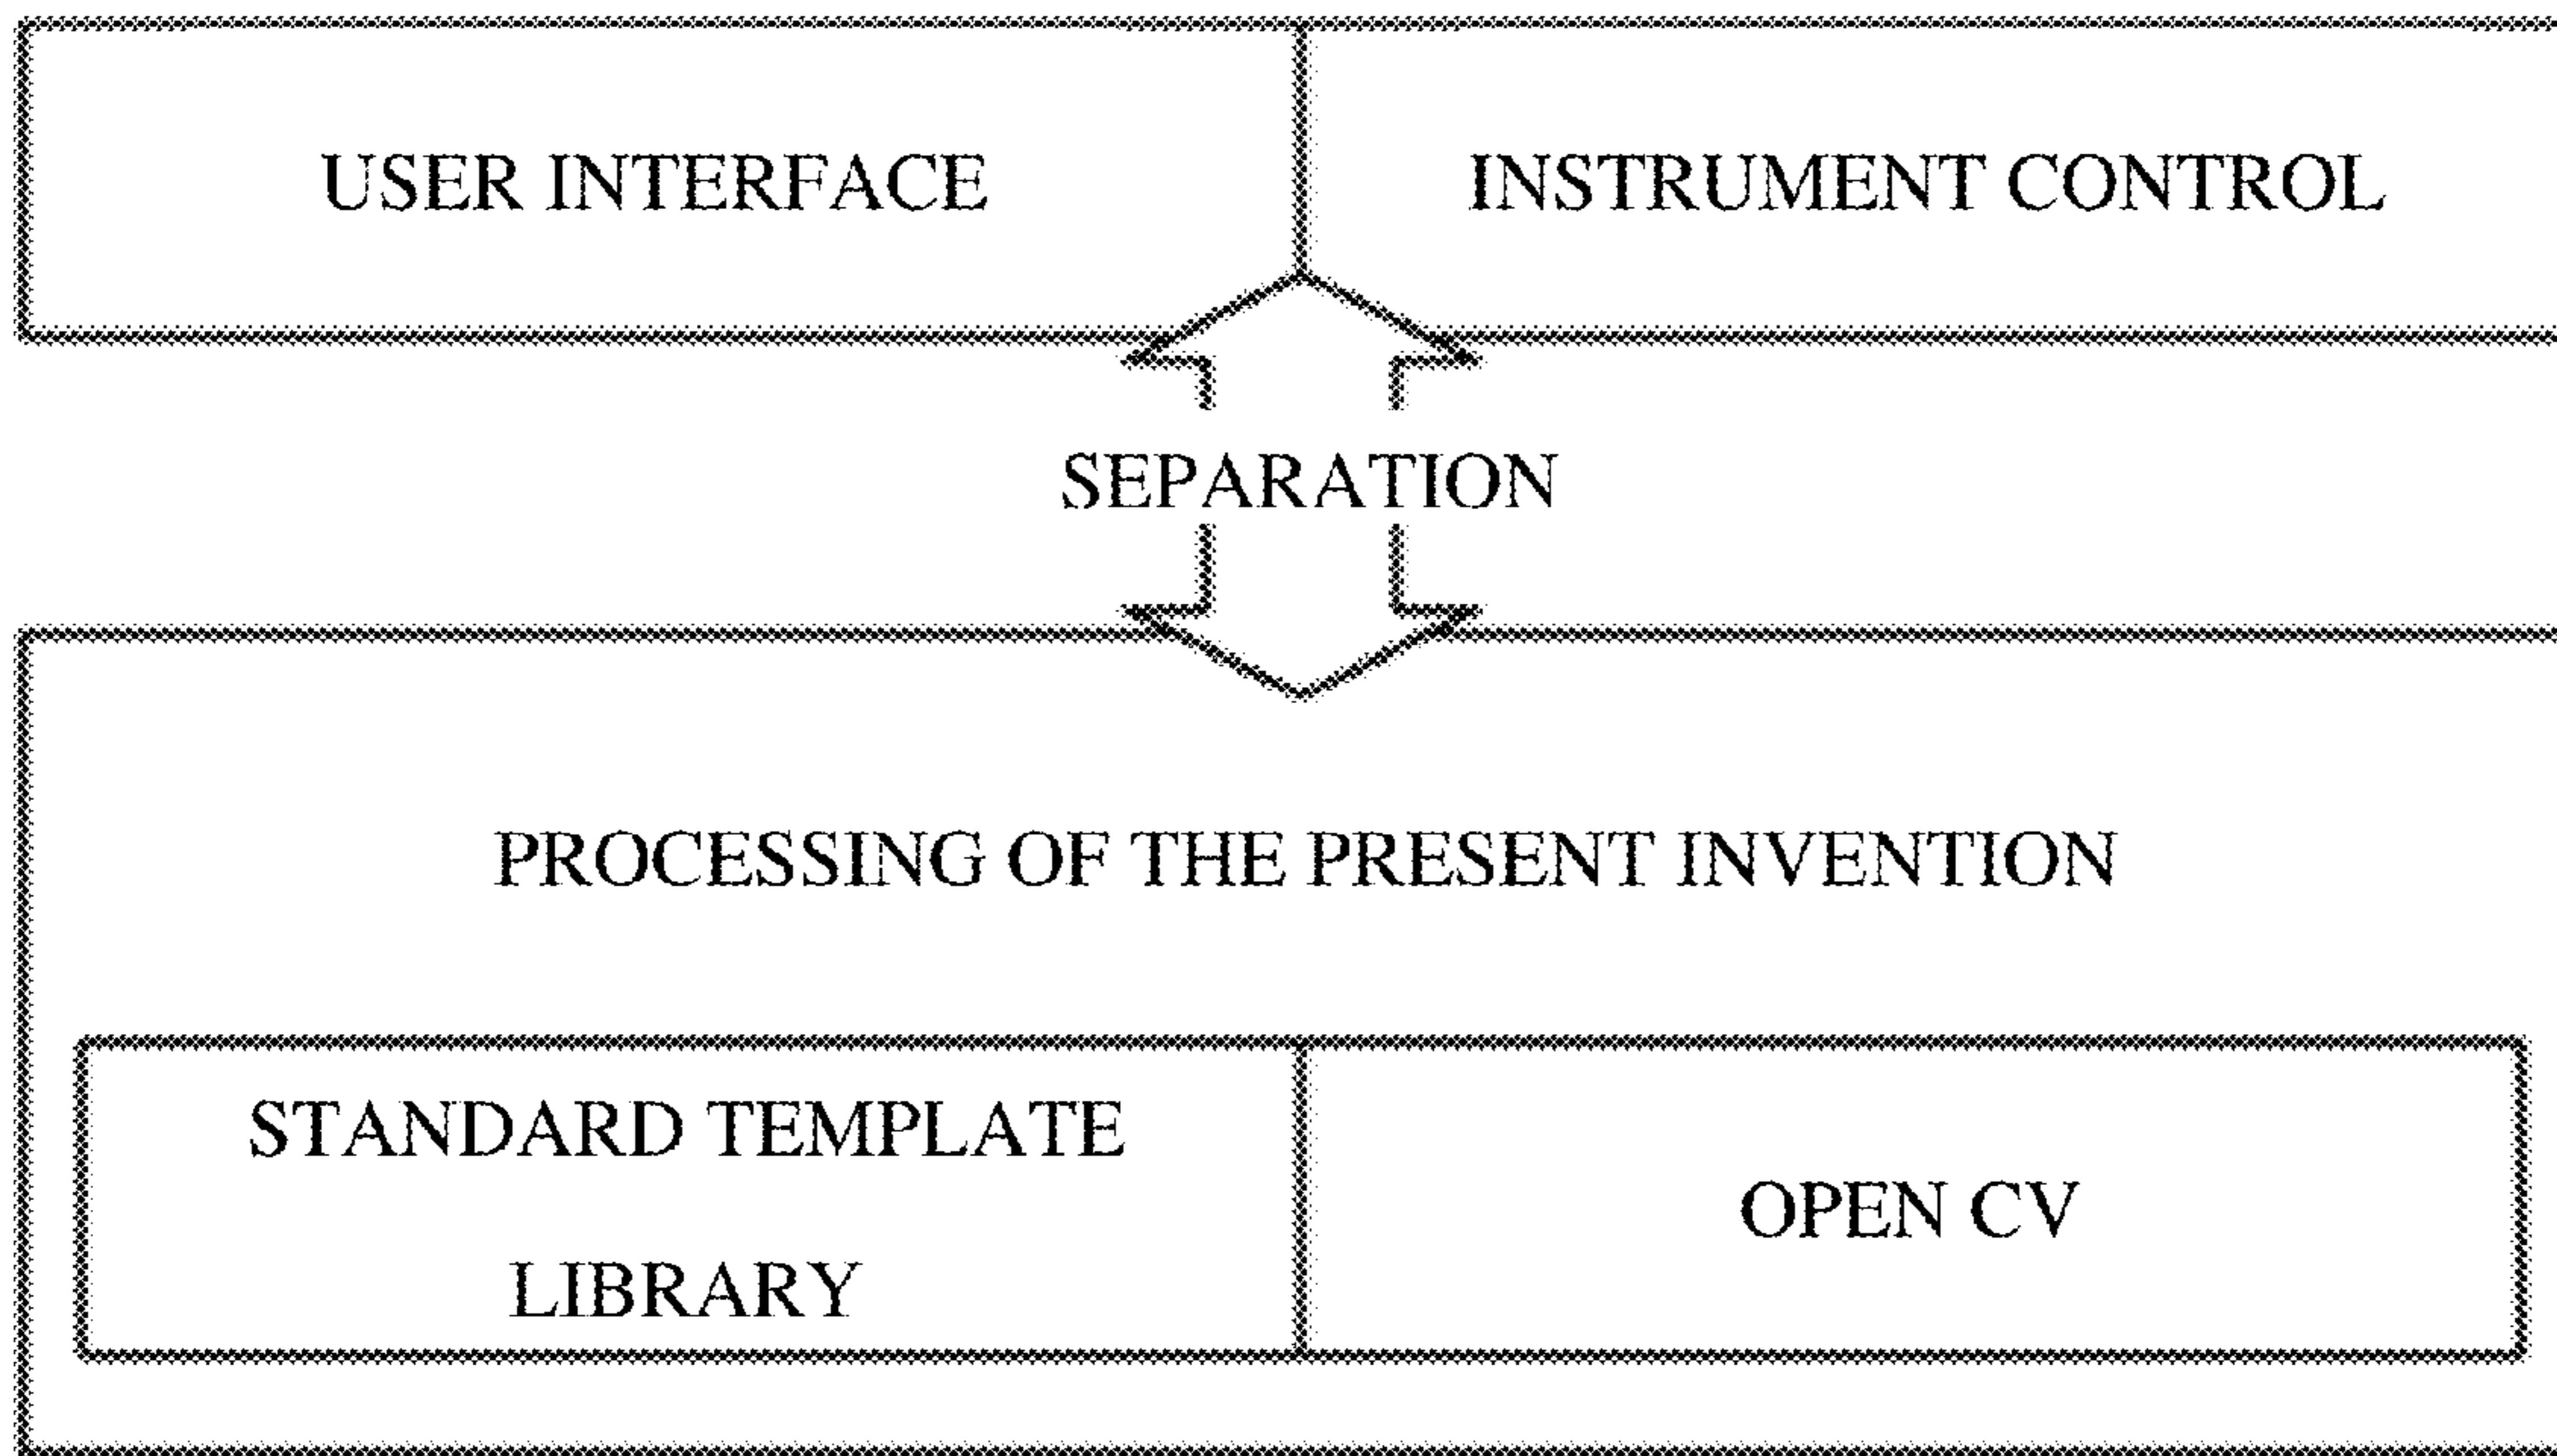 USER INTERFACE
INSTRUMENT CONTROL
SEPARATION
PROCESSING OF THE PRESENT INVENTION
STANDARD TEMPLATE
LIBRARY
OPEN CV